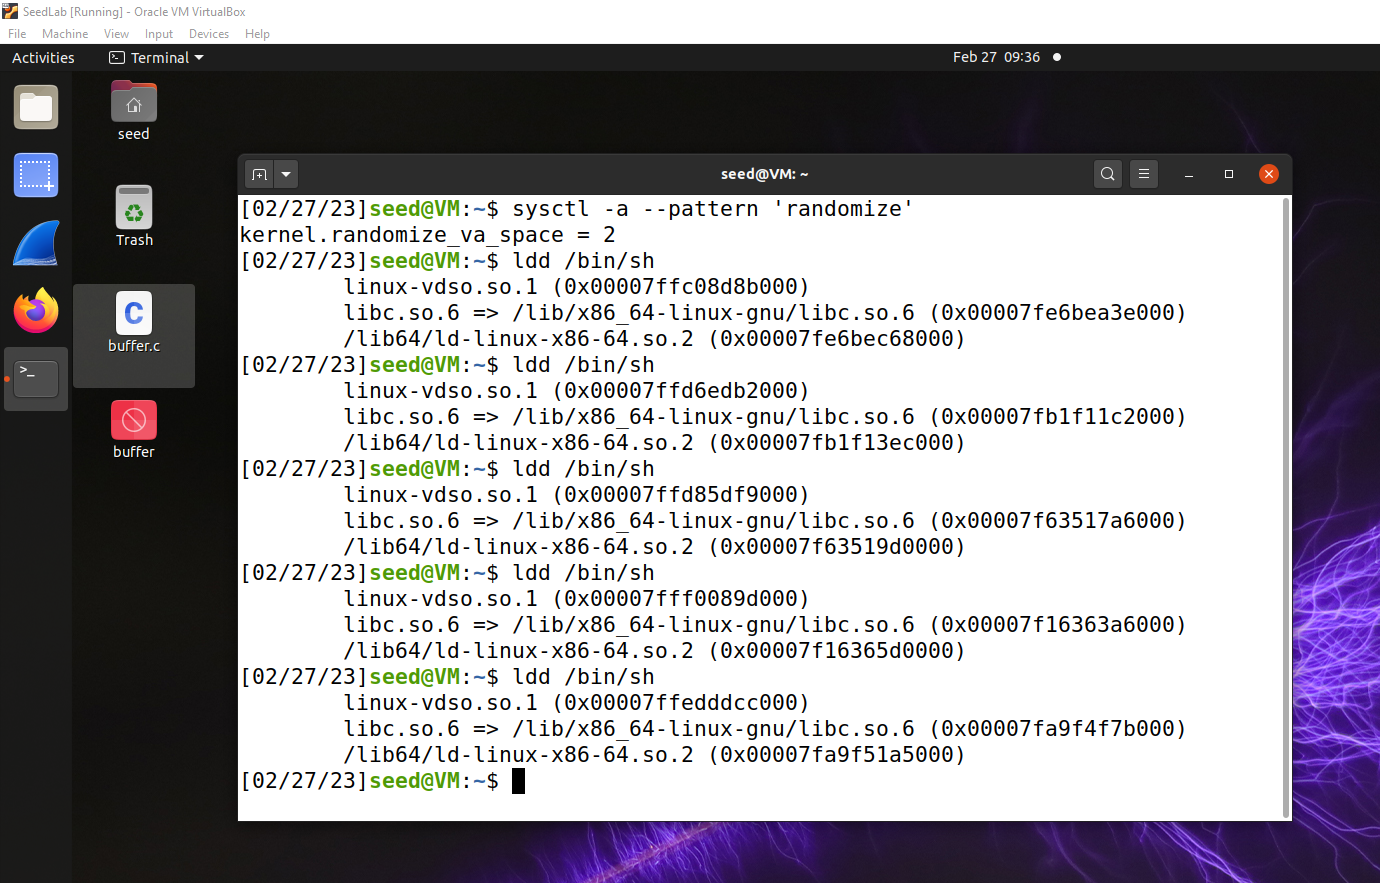 SeedLab [Running] - Oracle VM VirtualBox
File Machine View Input Devices Help
Activities Terminal Feb 27 09:36
seed
Trash
C
buffer.c
>_
buffer
seed@VM: ~
[02/27/23]seed@VM:~$ sysctl -a --pattern 'randomize'
kernel.randomize_va_space = 2
[02/27/23]seed@VM:~$ ldd /bin/sh
linux-vdso.so.1 (0x00007ffc08d8b000)
libc.so.6 => /lib/x86_64-linux-gnu/libc.so.6 (0x00007fe6bea3e000)
/lib64/ld-linux-x86-64.so.2 (0x00007fe6bec68000)
[02/27/23]seed@VM:~$ ldd /bin/sh
linux-vdso.so.1 (0x00007ffd6edb2000)
libc.so.6 => /lib/x86_64-linux-gnu/libc.so.6 (0x00007fb1f11c2000)
/lib64/ld-linux-x86-64.so.2 (0x00007fb1f13ec000)
[02/27/23]seed@VM:~$ ldd /bin/sh
linux-vdso.so.1 (0x00007ffd85df9000)
libc.so.6 => /lib/x86_64-linux-gnu/libc.so.6 (0x00007f63517a6000)
/lib64/ld-linux-x86-64.so.2 (0x00007f63519d0000)
[02/27/23]seed@VM:~$ ldd /bin/sh
linux-vdso.so.1 (0x00007fff0089d000)
libc.so.6 => /lib/x86_64-linux-gnu/libc.so.6 (0x00007f16363a6000)
/lib64/ld-linux-x86-64.so.2 (0x00007f16365d0000)
[02/27/23]seed@VM:~$ ldd /bin/sh
linux-vdso.so.1 (0x00007ffedddcc000)
libc.so.6 => /lib/x86_64-linux-gnu/libc.so.6 (0x00007fa9f4f7b000)
/lib64/ld-linux-x86-64.so.2 (0x00007fa9f51a5000)
[02/27/23]seed@VM:~$